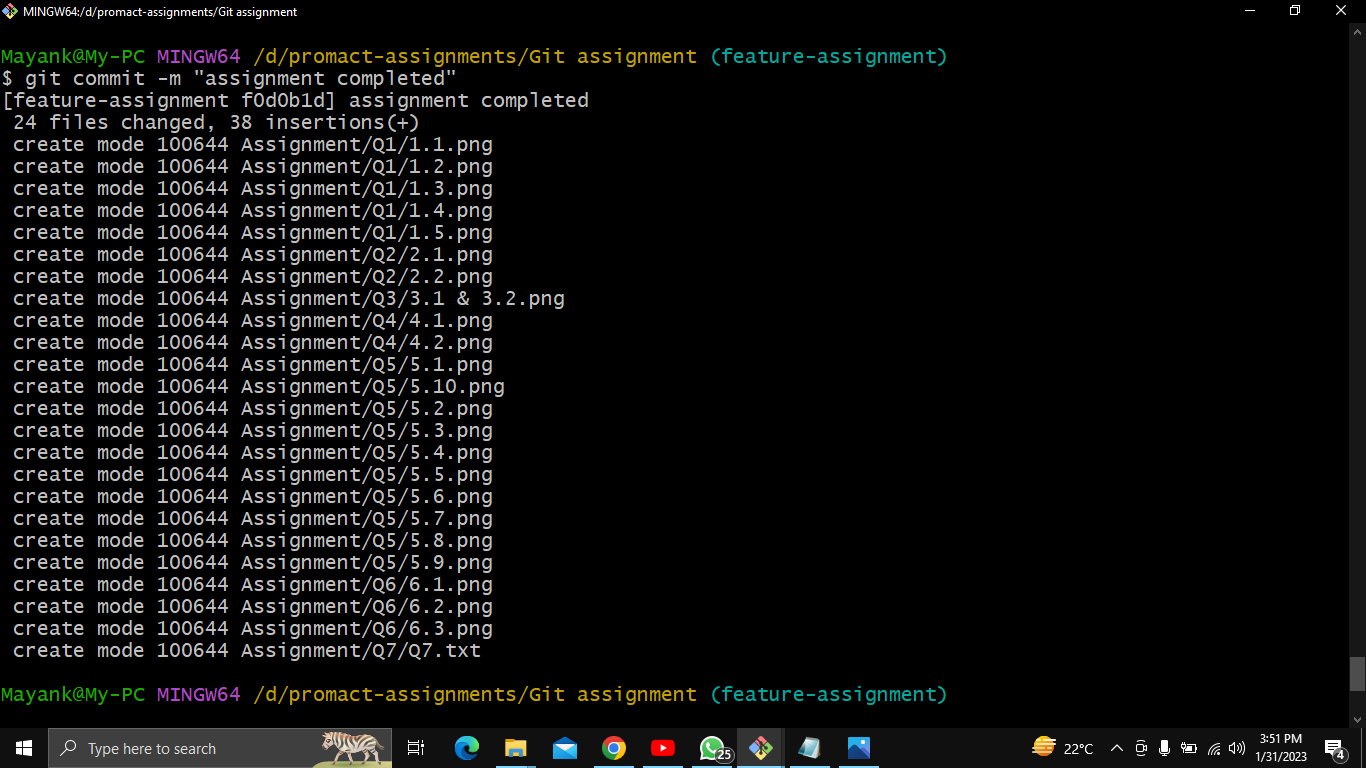 MINGW64:/d/promact-assignments/Git assignment
Mayank@My-PC MINGW64 /d/promact-assignments/Git assignment (feature-assignment)
$ git commit -m "assignment completed"
[feature-assignment f0d0b1d] assignment completed
 24 files changed, 38 insertions(+)
 create mode 100644 Assignment/Q1/1.1.png
 create mode 100644 Assignment/Q1/1.2.png
 create mode 100644 Assignment/Q1/1.3.png
 create mode 100644 Assignment/Q1/1.4.png
 create mode 100644 Assignment/Q1/1.5.png
 create mode 100644 Assignment/Q2/2.1.png
 create mode 100644 Assignment/Q2/2.2.png
 create mode 100644 Assignment/Q3/3.1 & 3.2.png
 create mode 100644 Assignment/Q4/4.1.png
 create mode 100644 Assignment/Q4/4.2.png
 create mode 100644 Assignment/Q5/5.1.png
 create mode 100644 Assignment/Q5/5.10.png
 create mode 100644 Assignment/Q5/5.2.png
 create mode 100644 Assignment/Q5/5.3.png
 create mode 100644 Assignment/Q5/5.4.png
 create mode 100644 Assignment/Q5/5.5.png
 create mode 100644 Assignment/Q5/5.6.png
 create mode 100644 Assignment/Q5/5.7.png
 create mode 100644 Assignment/Q5/5.8.png
 create mode 100644 Assignment/Q5/5.9.png
 create mode 100644 Assignment/Q6/6.1.png
 create mode 100644 Assignment/Q6/6.2.png
 create mode 100644 Assignment/Q6/6.3.png
 create mode 100644 Assignment/Q7/Q7.txt
Mayank@My-PC MINGW64 /d/promact-assignments/Git assignment (feature-assignment)
Type here to search
25
22°C
3:51 PM
1/31/2023
4